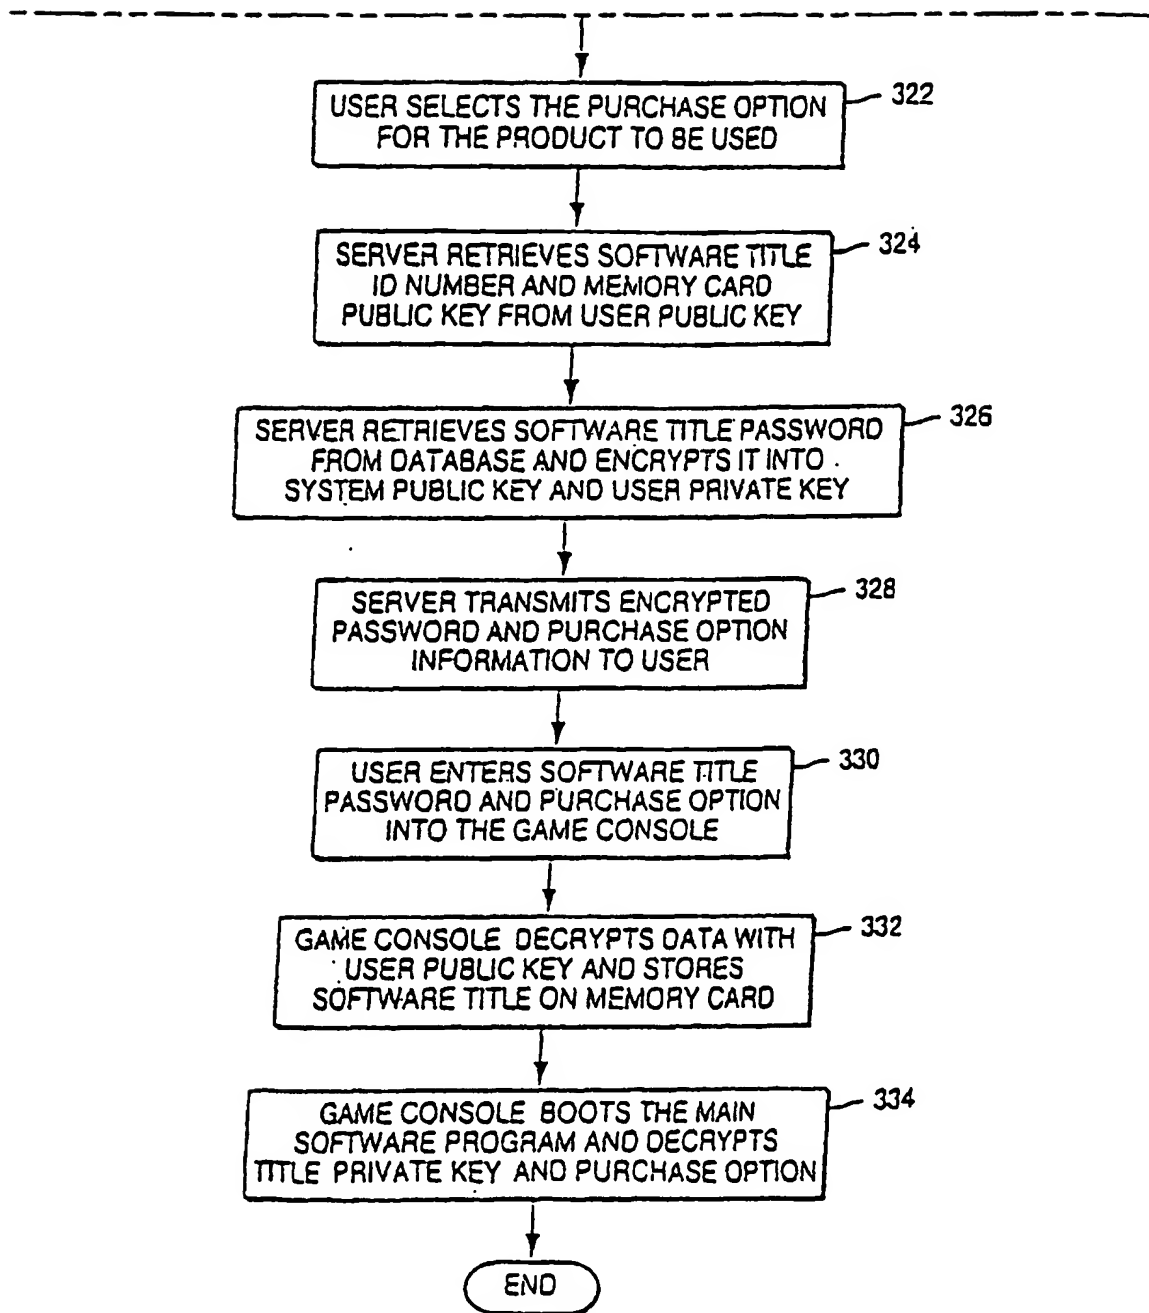 USER SELECTS THE PURCHASE OPTION
FOR THE PRODUCT TO BE USED
322
SERVER RETRIEVES SOFTWARE TITLE
ID NUMBER AND MEMORY CARD
PUBLIC KEY FROM USER PUBLIC KEY
324
SERVER RETRIEVES SOFTWARE TITLE PASSWORD
FROM DATABASE AND ENCRYPTS IT INTO
SYSTEM PUBLIC KEY AND USER PRIVATE KEY
326
SERVER TRANSMITS ENCRYPTED
PASSWORD AND PURCHASE OPTION
INFORMATION TO USER
328
USER ENTERS SOFTWARE TITLE
PASSWORD AND PURCHASE OPTION
INTO THE GAME CONSOLE
330
GAME CONSOLE DECRYPTS DATA WITH
USER PUBLIC KEY AND STORES
SOFTWARE TITLE ON MEMORY CARD
332
GAME CONSOLE BOOTS THE MAIN
SOFTWARE PROGRAM AND DECRYPTS
TITLE PRIVATE KEY AND PURCHASE OPTION
334
END